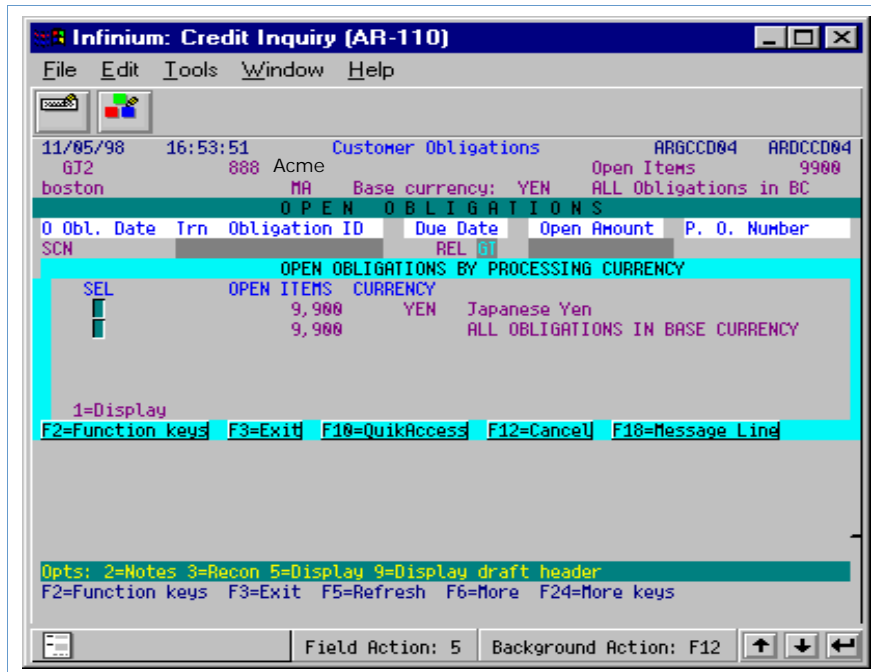 Infinium: Credit Inquiry (AR-110)
File Edit Tools Window Help
11/05/98 16:53:51 Customer Obligations ARGCCD04 ARDCCD04
GJ2 888 Acme Open Items 9900
boston MA Base currency: YEN ALL Obligations in BC
O P E N O B L I G A T I O N S
O Obl. Date Trn Obligation ID Due Date Open Amount P. O. Number
SCN REL GT
OPEN OBLIGATIONS BY PROCESSING CURRENCY
SEL OPEN ITEMS CURRENCY
9,900 YEN Japanese Yen
9,900 ALL OBLIGATIONS IN BASE CURRENCY
1=Display
F2=Function keys F3=Exit F10=QuikAccess F12=Cancel F18=Message Line
Opts: 2=Notes 3=Recon 5=Display 9=Display draft header
F2=Function keys F3=Exit F5=Refresh F6=More F24=More keys
Field Action: 5 Background Action: F12